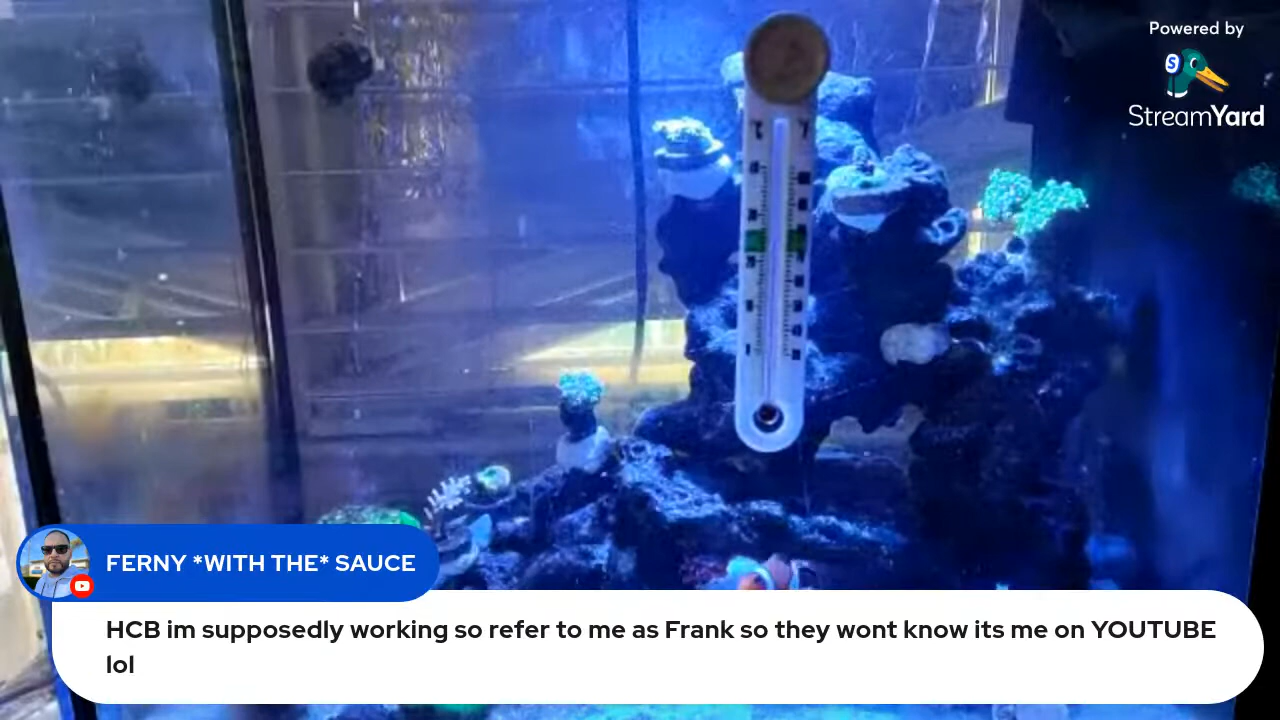 Powered by
S
StreamYard
FERNY *WITH THE* SAUCE
HCB im supposedly working so refer to me as Frank so they wont know its me on YOUTUBE
lol